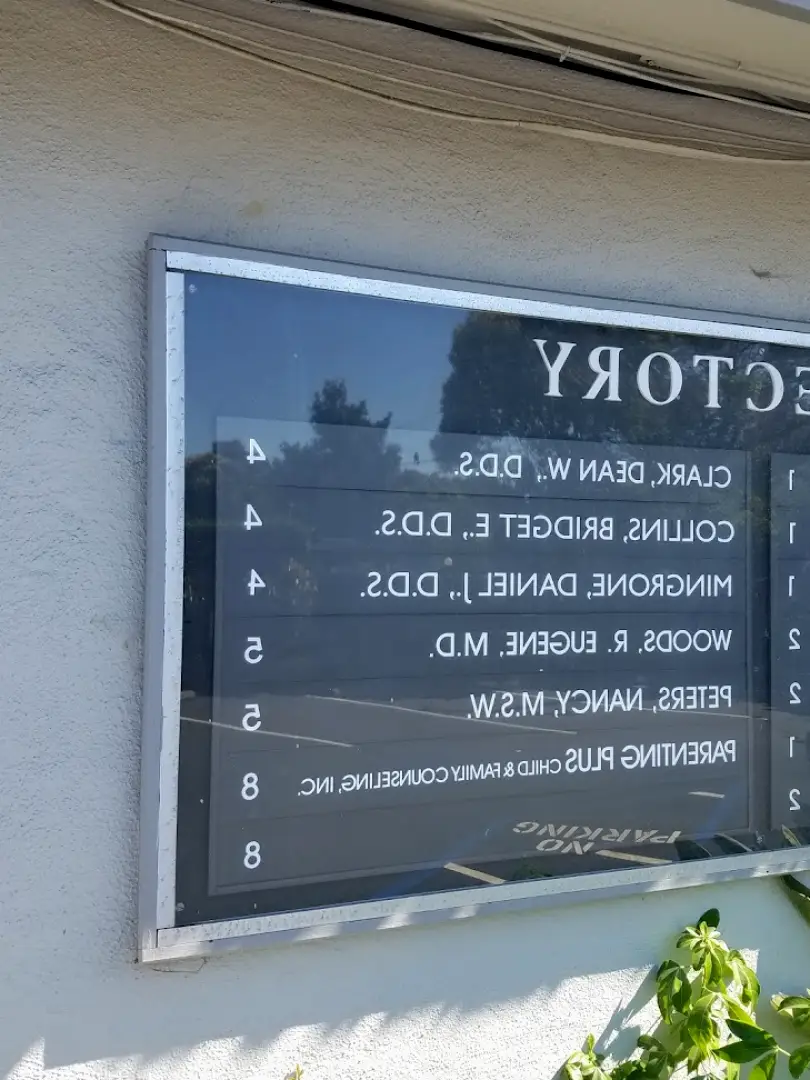 ECTORY
1 CLARK, DEAN W., D.D.S. 4
1 COLLINS, BRIDGET E., D.D.S. 4
1 MINGRONE, DANIEL J., D.D.S. 4
2 WOODS, R. EUGENE, M.D. 5
2 PETERS, NANCY, M.S.W. 5
1 PARENTING PLUS CHILD & FAMILY COUNSELING, INC. 8
2 8
NO
PARKING